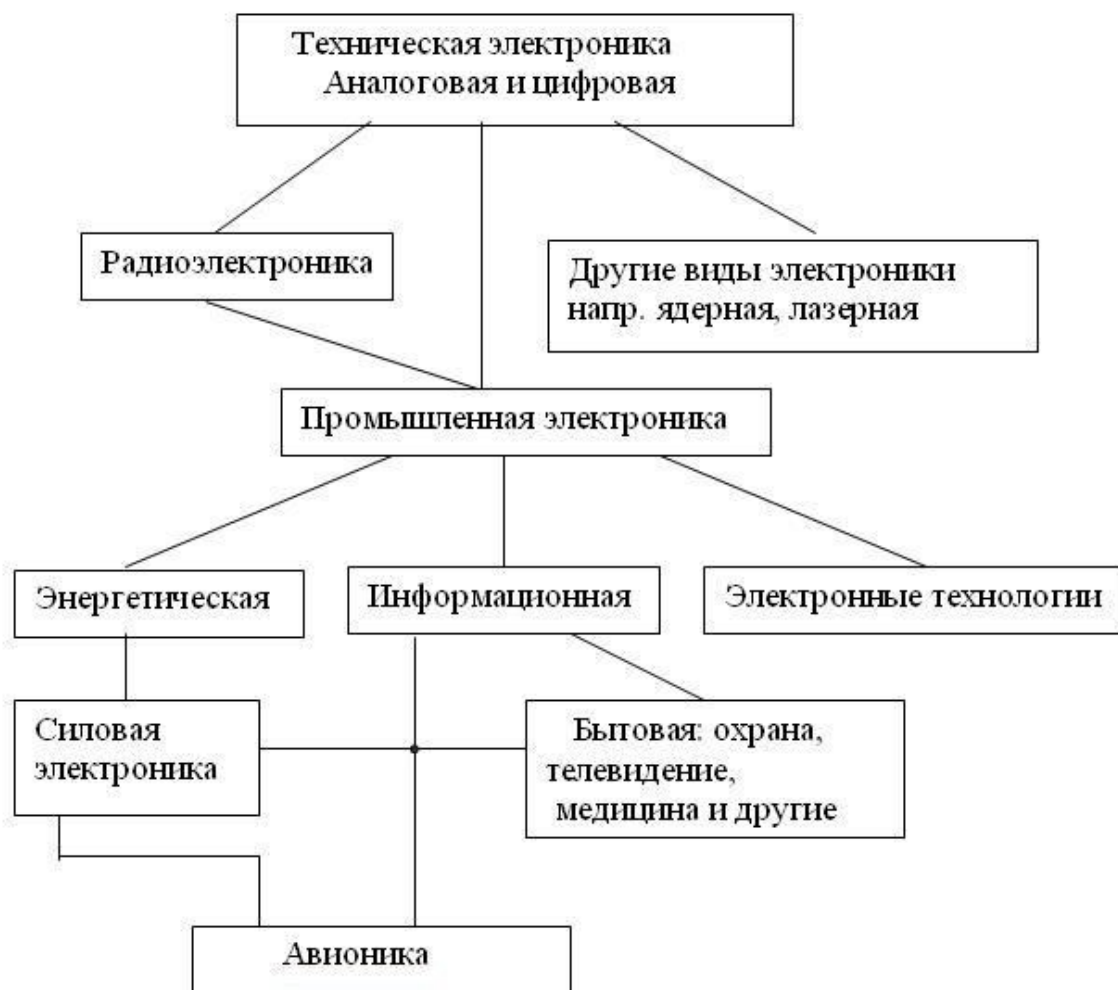 Техническая электроника
Аналоговая и цифровая
Радиоэлектроника
Другие виды электроники
напр. ядерная, лазерная
Промышленная электроника
Энергетическая
Информационная
Электронные технологии
Силовая
электроника
Бытовая: охрана,
телевидение,
медицина и другие
Авионика